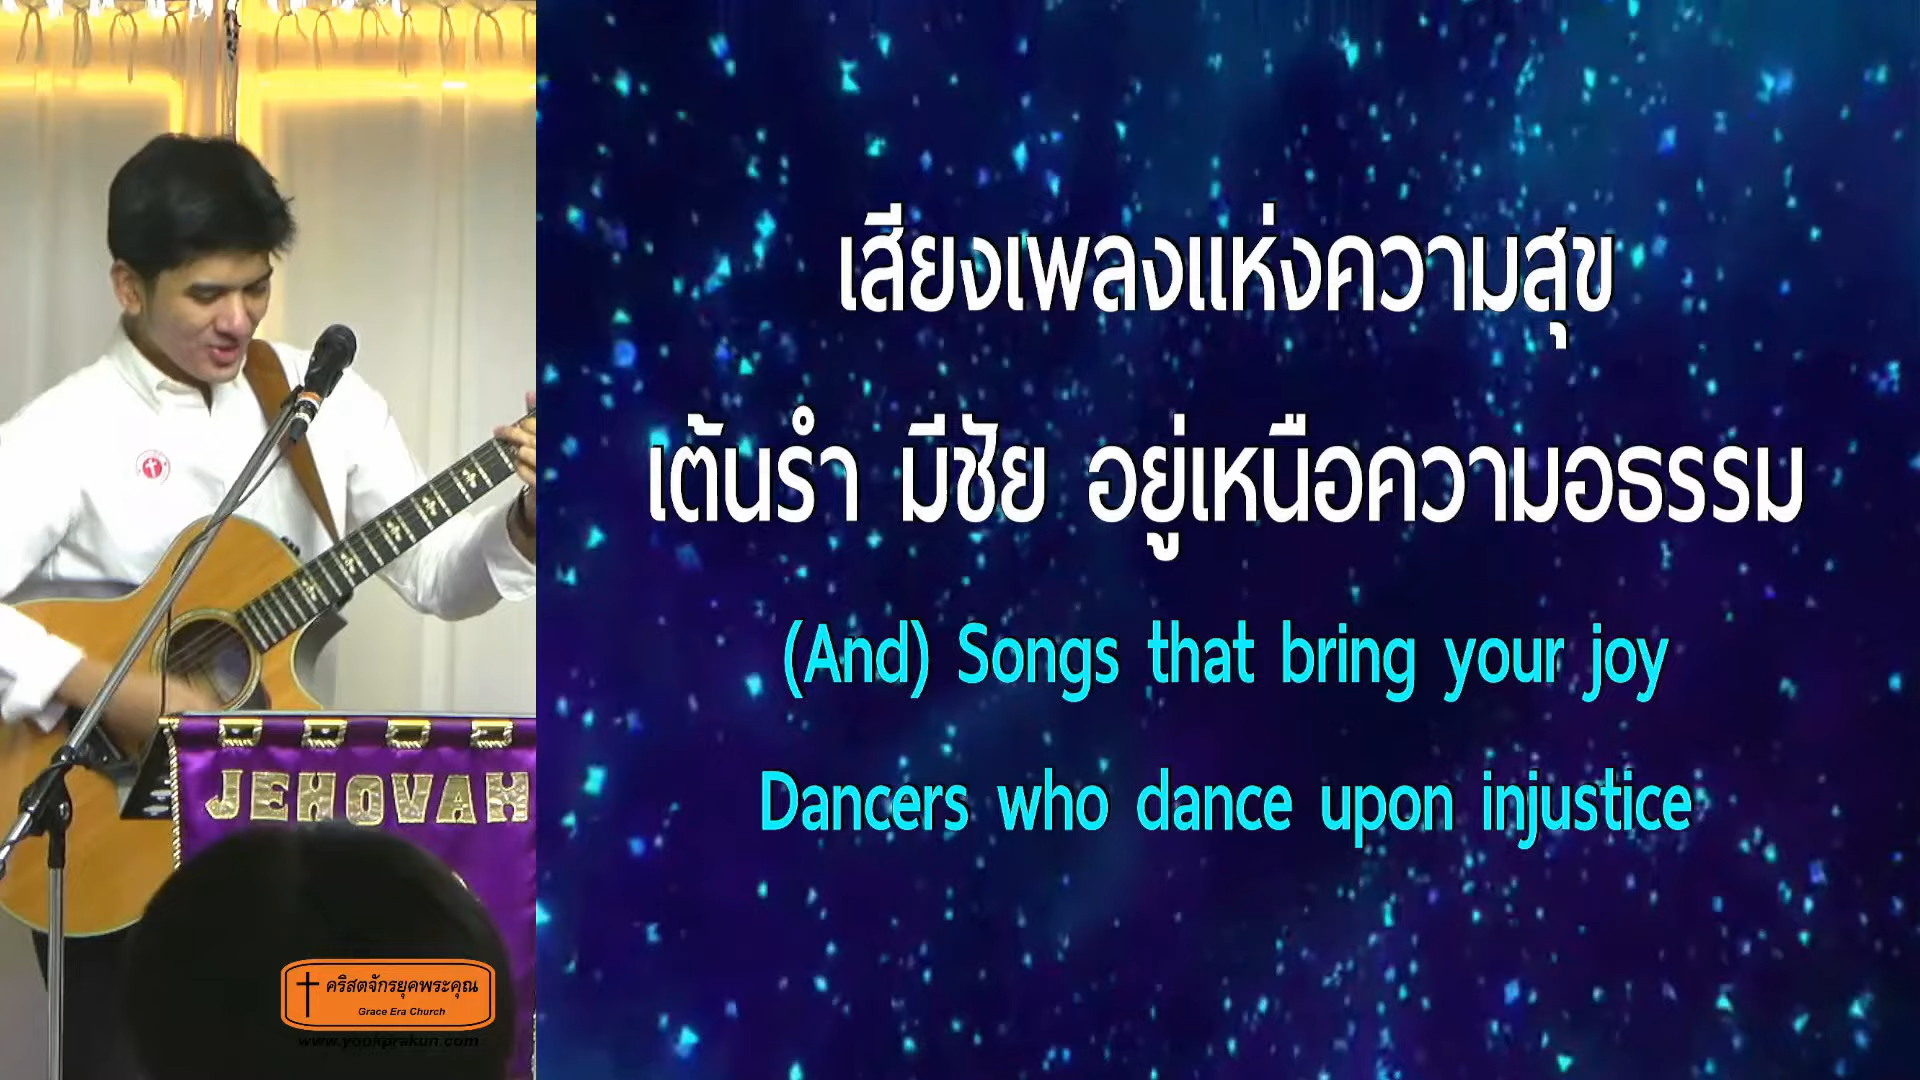 เสียงเพลงแห่งความสุข
เต้นรำ มีชัย อยู่เหนือความอธรรม
(And) Songs that bring your joy
Dancers who dance upon injustice
JEHOVAH
คริสตจักรยุคพระคุณ
Grace Era Church
www.yookprakun.com